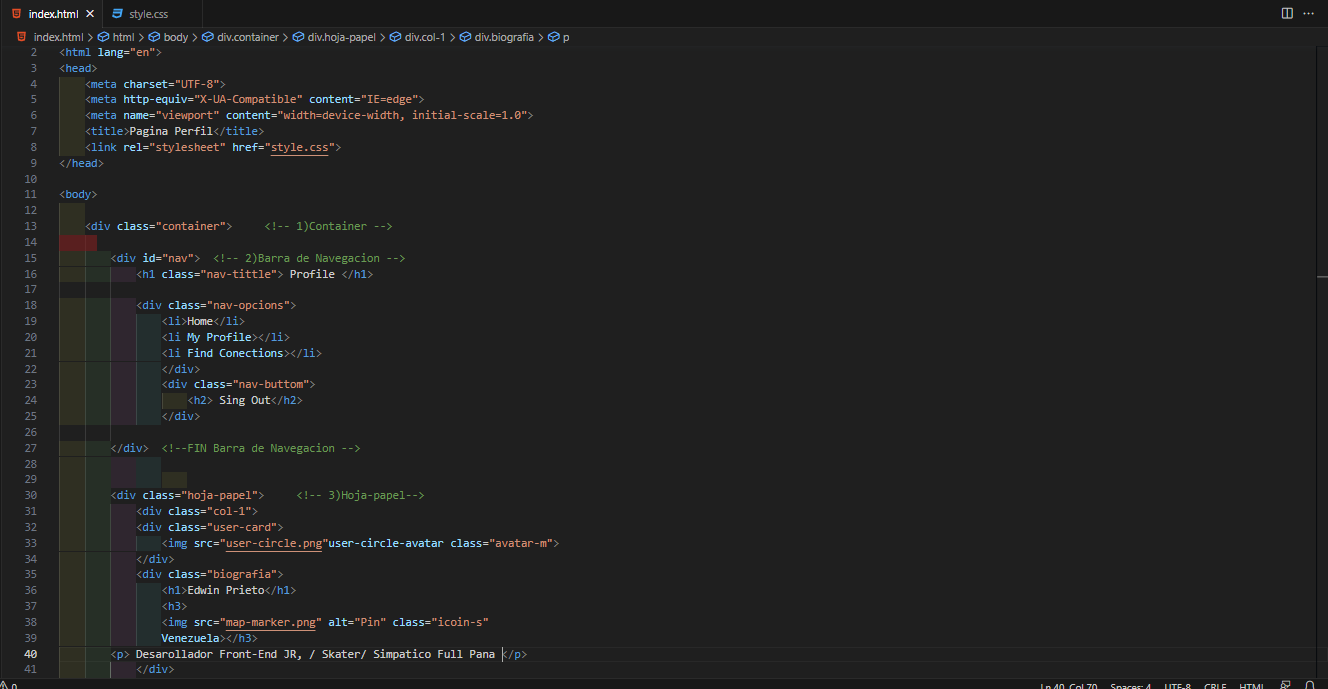 index.html × style.css
index.html > html > body > div.container > div.hoja-papel > div.col-1 > div.biografia > p
2 <html lang="en">
3 <head>
4 <meta charset="UTF-8">
5 <meta http-equiv="X-UA-Compatible" content="IE=edge">
6 <meta name="viewport" content="width=device-width, initial-scale=1.0">
7 <title>Pagina Perfil</title>
8 <link rel="stylesheet" href="style.css">
9 </head>
10
11 <body>
12
13 <div class="container"> <!-- 1)Container -->
14
15 <div id="nav"> <!-- 2)Barra de Navegacion -->
16 <h1 class="nav-tittle"> Profile </h1>
17
18 <div class="nav-opcions">
19 <li>Home</li>
20 <li My Profile></li>
21 <li Find Conections></li>
22 </div>
23 <div class="nav-buttom">
24 <h2> Sing Out</h2>
25 </div>
26
27 </div> <!--FIN Barra de Navegacion -->
28
29
30 <div class="hoja-papel"> <!-- 3)Hoja-papel-->
31 <div class="col-1">
32 <div class="user-card">
33 <img src="user-circle.png"user-circle-avatar class="avatar-m">
34 </div>
35 <div class="biografia">
36 <h1>Edwin Prieto</h1>
37 <h3>
38 <img src="map-marker.png" alt="Pin" class="icoin-s"
39 Venezuela></h3>
40 <p> Desarollador Front-End JR, / Skater/ Simpatico Full Pana </p>
41 </div>
0 Ln 40, Col 70 Spaces: 4 UTF-8 CRLF HTML